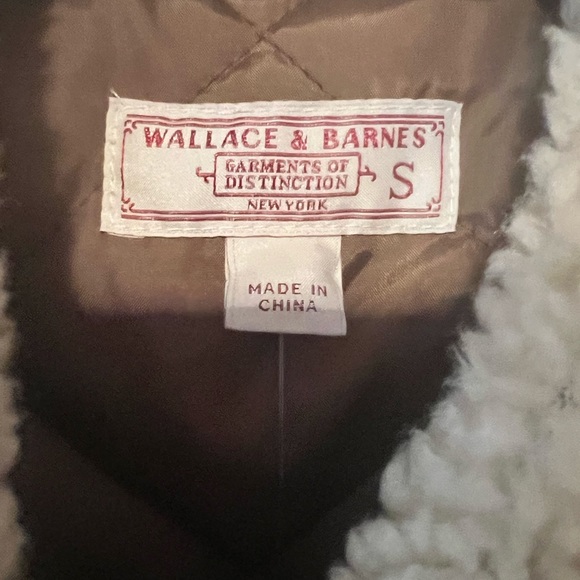 WALLACE & BARNES
GARMENTS OF
DISTINCTION
NEW YORK
S
MADE IN
CHINA